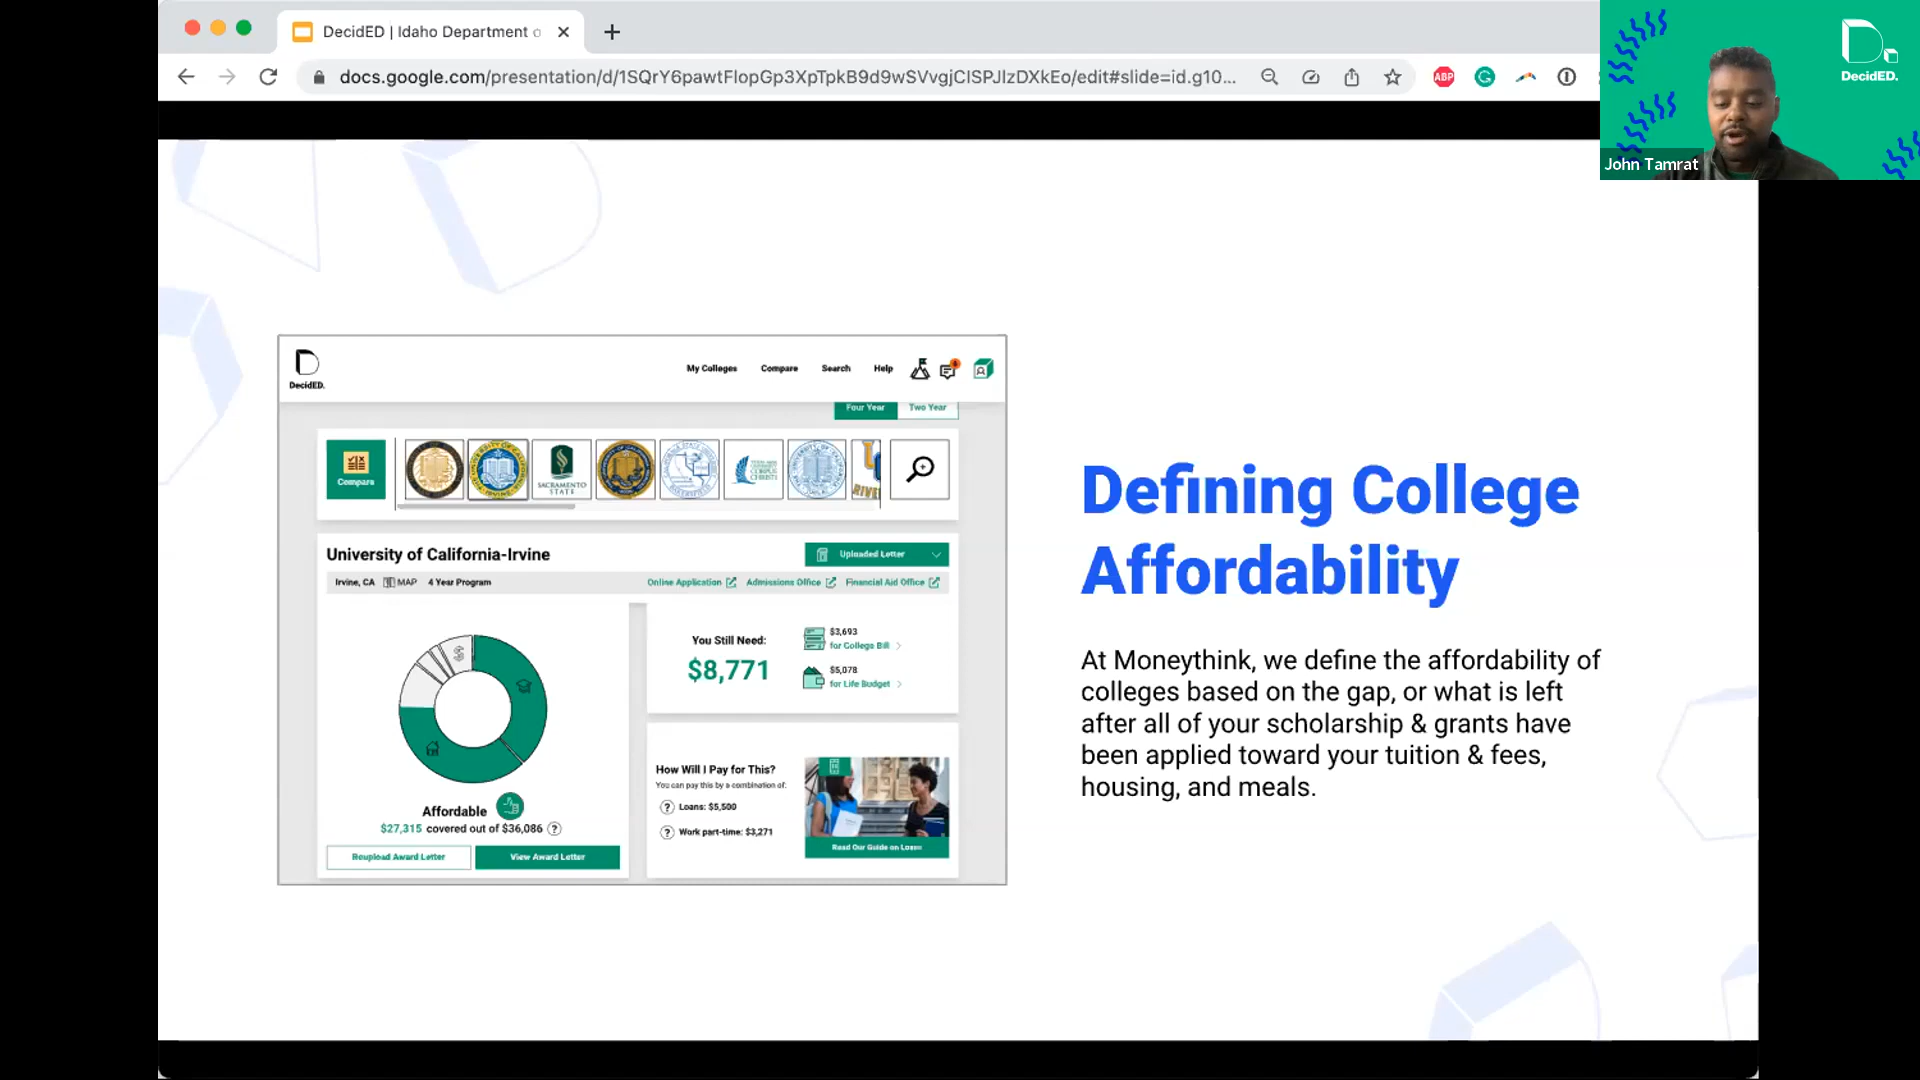 DecidED | Idaho Department o
docs.google.com/presentation/d/1SQrY6pawtFlopGp3XpTpkB9d9wSVvgjClSPJlzDXkEo/edit#slide=id.g10...
ABP
DecidED.
John Tamrat
DecidED.
My Colleges Compare Search Help
Four Year Two Year
Compare
SACRAMENTO
STATE
University of California-Irvine
Uploaded Letter
Irvine, CA MAP 4 Year Program
Online Application Admissions Office Financial Aid Office
You Still Need:
$8,771
$3,693
for College Bill
$5,078
for Life Budget
Affordable
$27,315 covered out of $36,086 ?
Reupload Award Letter View Award Letter
How Will I Pay for This?
You can pay this by a combination of:
? Loans: $5,500
? Work part-time: $3,271
Read Our Guide on Loans
Defining College
Affordability
At Moneythink, we define the affordability of
colleges based on the gap, or what is left
after all of your scholarship & grants have
been applied toward your tuition & fees,
housing, and meals.